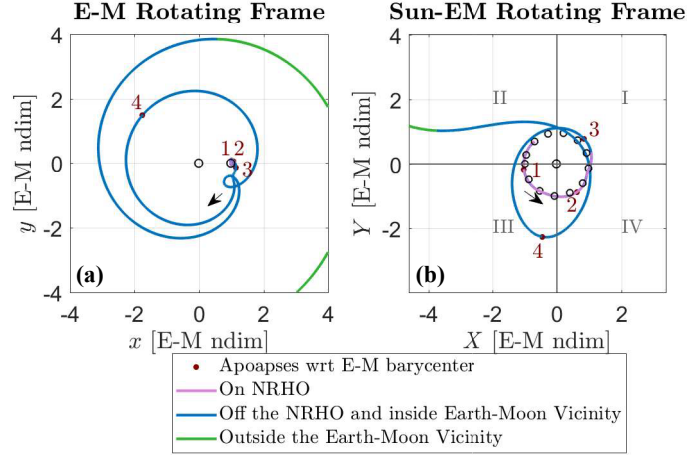 E-M Rotating Frame
Sun-EM Rotating Frame
4
2
0
-2
-4
y [E-M ndim]
4
12
3
(a)
-4 -2 0 2 4
x [E-M ndim]
4
2
0
-2
-4
Y [E-M ndim]
II
I
3
1
2
III
IV
4
(b)
-4 -2 0 2
X [E-M ndim]
Apoapses wrt E-M barycenter
On NRHO
Off the NRHO and inside Earth-Moon Vicinity
Outside the Earth-Moon Vicinity